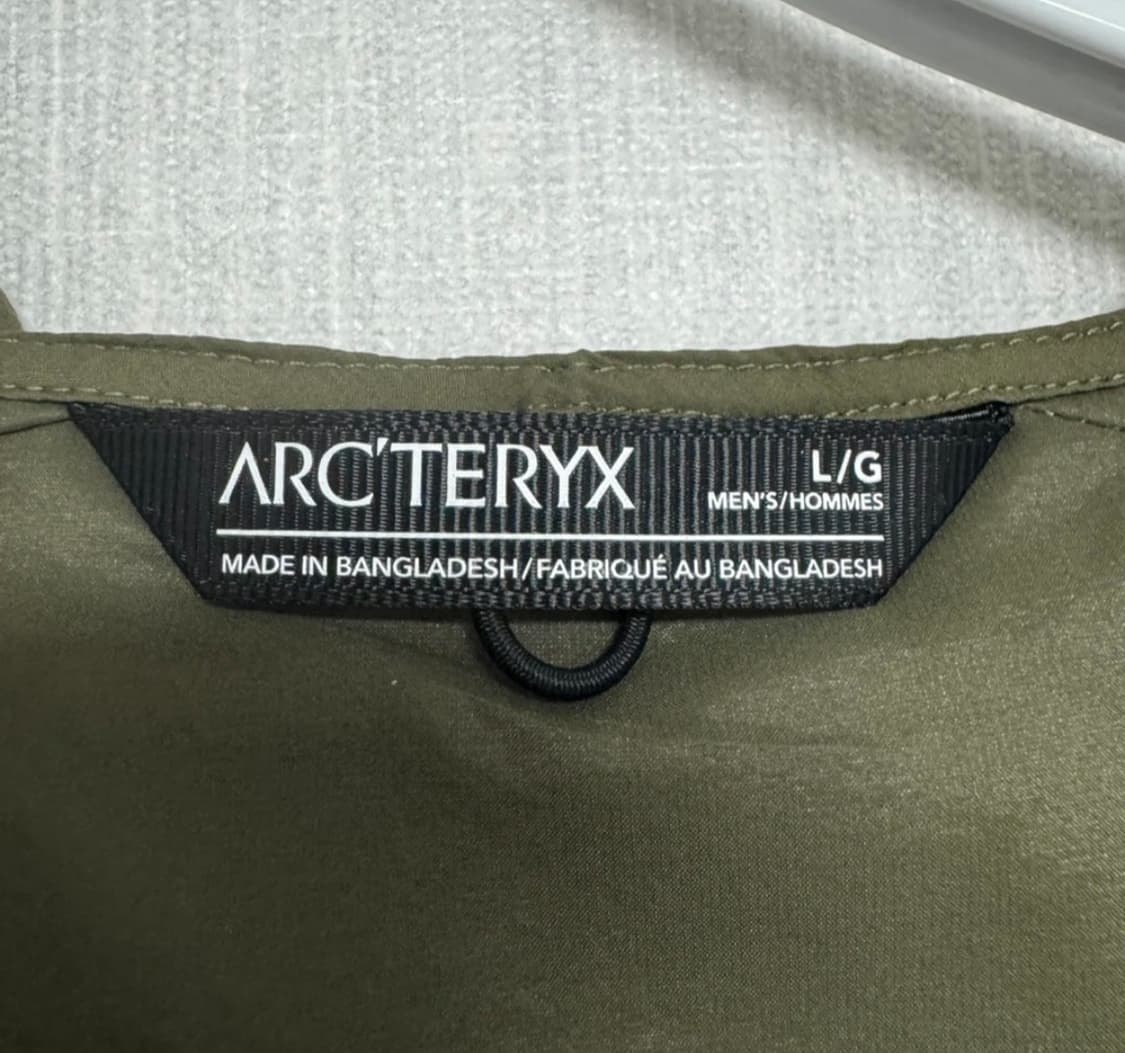 ARC'TERYX
L/G
MEN'S/HOMMES
MADE IN BANGLADESH/FABRIQUÉ AU BANGLADESH